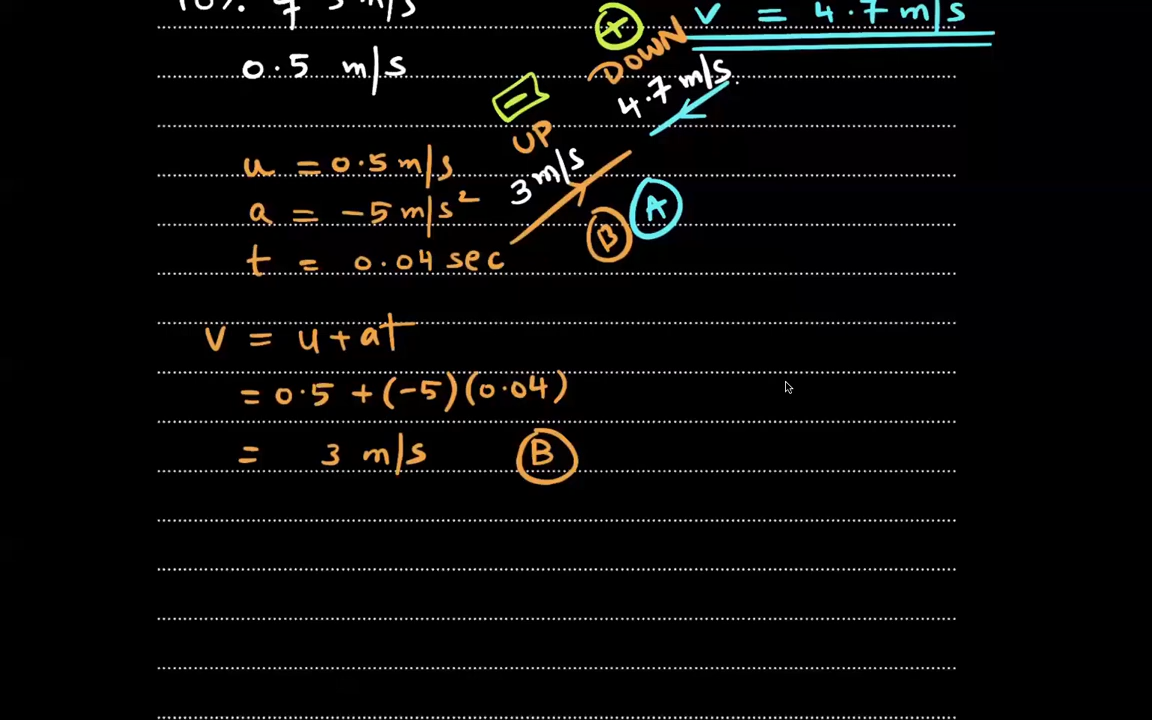 v = 4.7 m/s
+
DOWN
0.5 m/s
4.7 m/s
-
UP
3 m/s
u = 0.5 m/s
a = -5 m/s²
t = 0.04 sec
B A
v = u + at
= 0.5 + (-5)(0.04)
= 3 m/s B